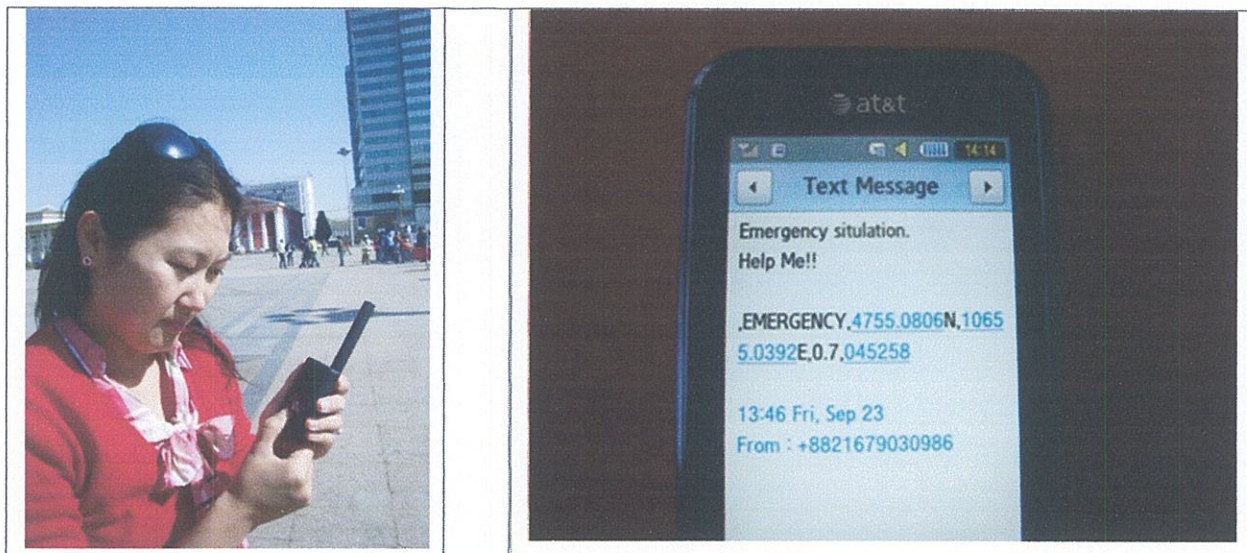 at&t
14:14
Text Message
Emergency situlation.
Help Me!!
,EMERGENCY,4755.0806N,1065
5.0392E,0.7,045258
13:46 Fri, Sep 23
From : +8821679030986